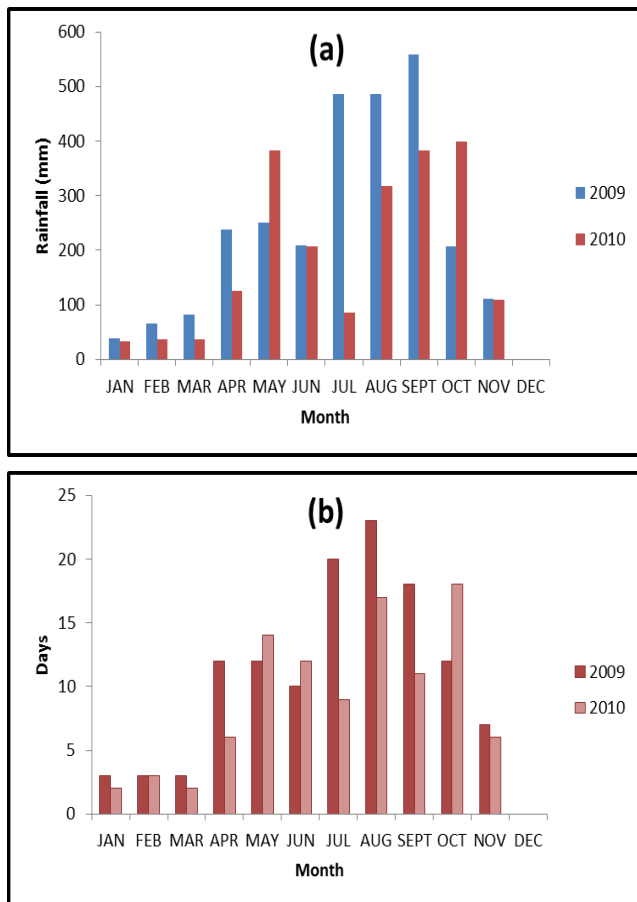 (a)
Rainfall (mm)
600
500
400
300
200
100
0
JAN FEB MAR APR MAY JUN JUL AUG SEPT OCT NOV DEC
Month
2009
2010
(b)
Days
25
20
15
10
5
0
JAN FEB MAR APR MAY JUN JUL AUG SEPT OCT NOV DEC
Month
2009
2010